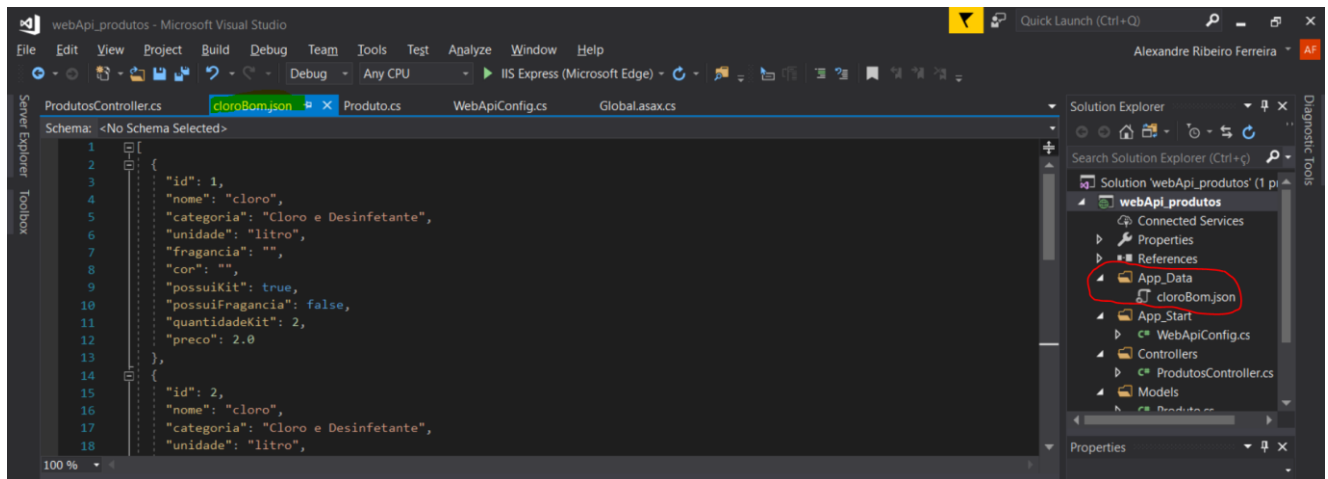 webApi_produtos - Microsoft Visual Studio
Quick Launch (Ctrl+Q)
File Edit View Project Build Debug Team Tools Test Analyze Window Help
Alexandre Ribeiro Ferreira AF
Debug Any CPU IIS Express (Microsoft Edge)
Server Explorer
Toolbox
ProdutosController.cs cloroBom.json Produto.cs WebApiConfig.cs Global.asax.cs
Schema: <No Schema Selected>
1 [
2 {
3 "id": 1,
4 "nome": "cloro",
5 "categoria": "Cloro e Desinfetante",
6 "unidade": "litro",
7 "fragancia": "",
8 "cor": "",
9 "possuiKit": true,
10 "possuiFragancia": false,
11 "quantidadeKit": 2,
12 "preco": 2.0
13 },
14 {
15 "id": 2,
16 "nome": "cloro",
17 "categoria": "Cloro e Desinfetante",
18 "unidade": "litro",
100 %
Solution Explorer
Search Solution Explorer (Ctrl+ç)
Solution 'webApi_produtos' (1 pr
webApi_produtos
Connected Services
Properties
References
App_Data
cloroBom.json
App_Start
WebApiConfig.cs
Controllers
ProdutosController.cs
Models
Produto.cs
Properties
Diagnostic Tools